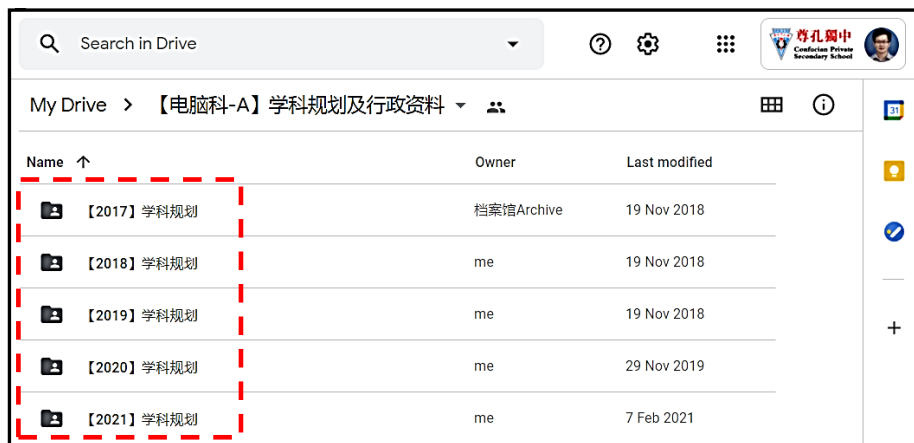 Search in Drive
尊孔獨中
Confucian Private
Secondary School
My Drive > 【电脑科-A】学科规划及行政资料
31
Name Owner Last modified
【2017】学科规划 档案馆Archive 19 Nov 2018
【2018】学科规划 me 19 Nov 2018
【2019】学科规划 me 19 Nov 2018
【2020】学科规划 me 29 Nov 2019
【2021】学科规划 me 7 Feb 2021